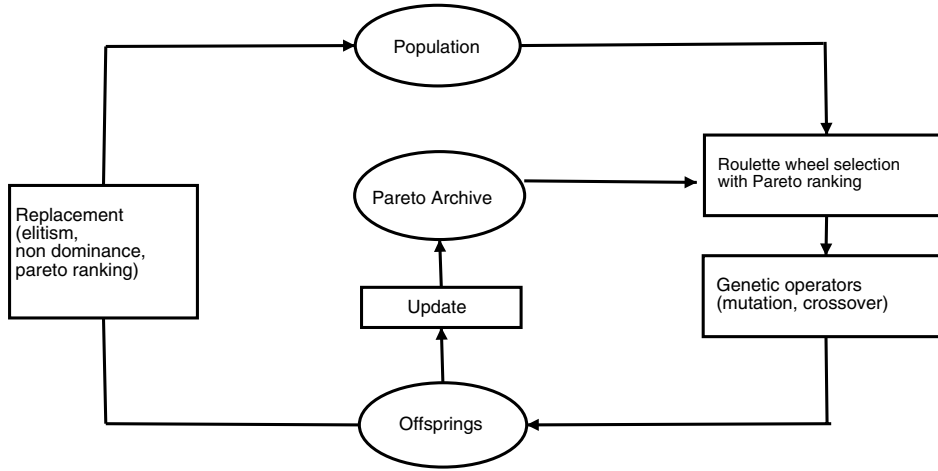 Population
Roulette wheel selection
with Pareto ranking
Pareto Archive
Replacement
(elitism,
non dominance,
pareto ranking)
Genetic operators
(mutation, crossover)
Update
Offsprings